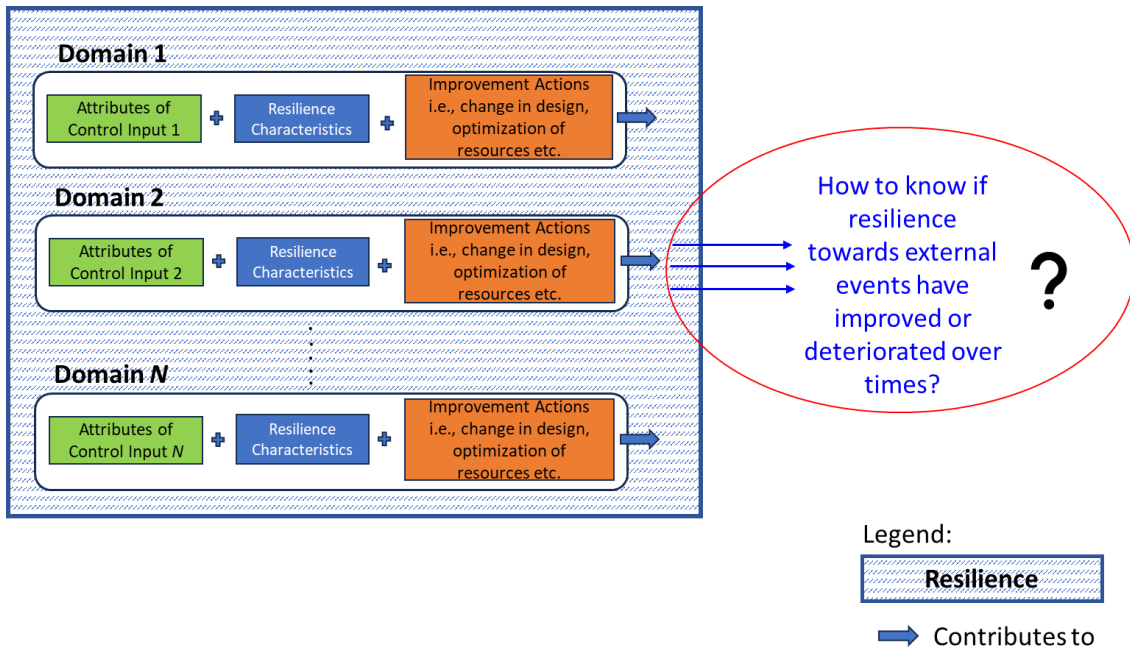 Domain 1
Attributes of
Control Input 1
+
Resilience
Characteristics
+
Improvement Actions
i.e., change in design,
optimization of
resources etc.
Domain 2
Attributes of
Control Input 2
+
Resilience
Characteristics
+
Improvement Actions
i.e., change in design,
optimization of
resources etc.
Domain N
Attributes of
Control Input N
+
Resilience
Characteristics
+
Improvement Actions
i.e., change in design,
optimization of
resources etc.
How to know if
resilience
towards external
events have
improved or
deteriorated over
times?
?
Legend:
Resilience
Contributes to